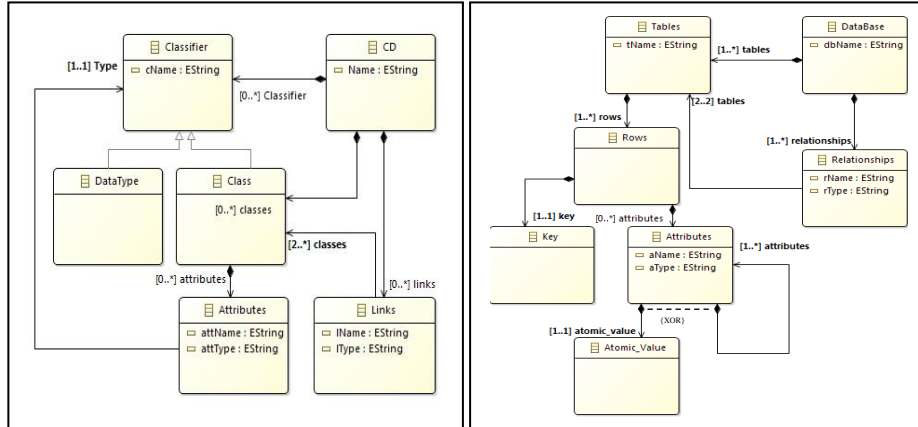 Classifier
cName : EString
CD
Name : EString
[1..1] Type
[0..*] Classifier
DataType
Class
[0..*] classes
[2..*] classes
[0..*] attributes
[0..*] links
Attributes
attName : EString
attType : EString
Links
lName : EString
lType : EString
Tables
tName : EString
DataBase
dbName : EString
[1..*] tables
[2..2] tables
[1..*] rows
[1..*] relationships
Rows
Relationships
rName : EString
rType : EString
[1..1] key
[0..*] attributes
Key
Attributes
aName : EString
aType : EString
[1..*] attributes
{XOR}
[1..1] atomic_value
Atomic_Value